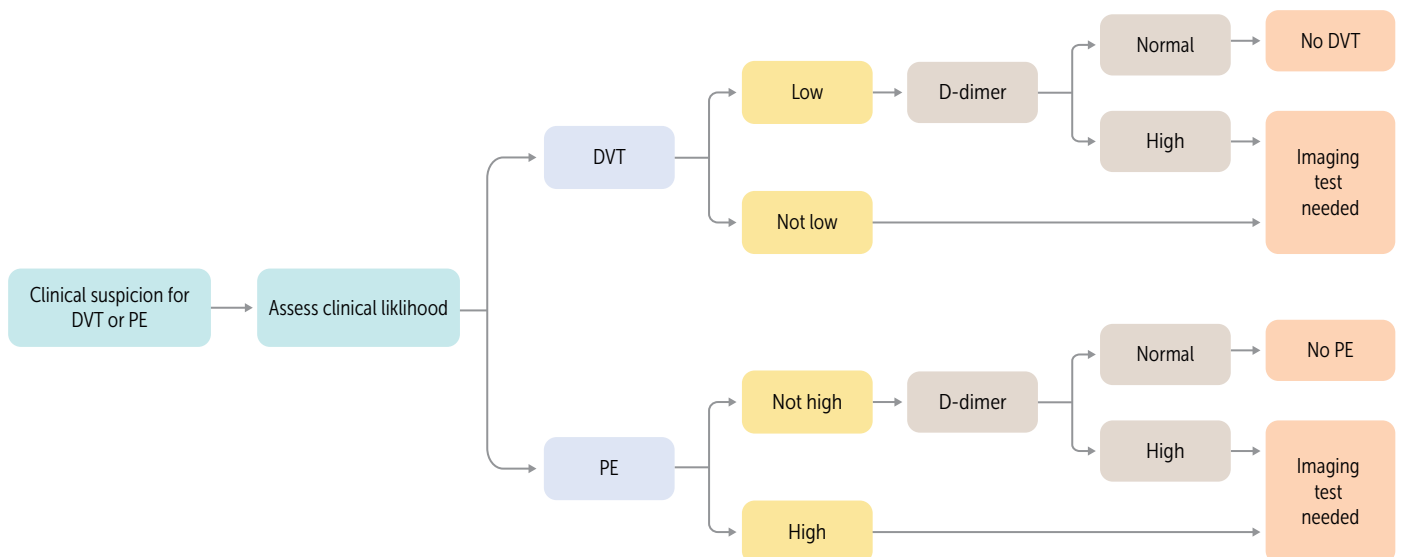 Clinical suspicion for
DVT or PE
Assess clinical liklihood
DVT
Low
D-dimer
Normal
No DVT
High
Imaging
test
needed
Not low
PE
Not high
D-dimer
Normal
No PE
High
Imaging
test
needed
High